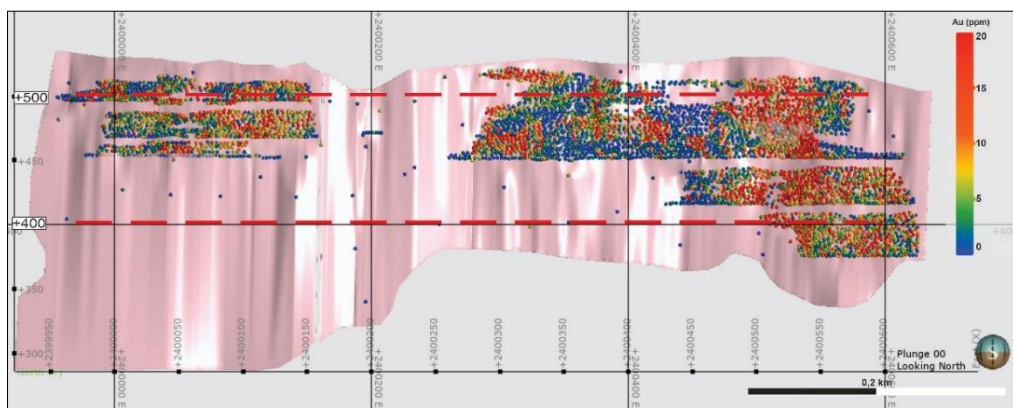 Au (ppm)
20
15
10
5
0
+2400000 E
+2400200 E
+2400400 E
+2400600 E
+500
+450
+400
+350
+300
+2399950
+2400000 E
+2400050
+2400100
+2400150
+2400200 E
+2400250
+2400300
+2400350
+2400400 E
+2400450
+2400500
+2400550
Plunge 00
Looking North
0,2 km
S